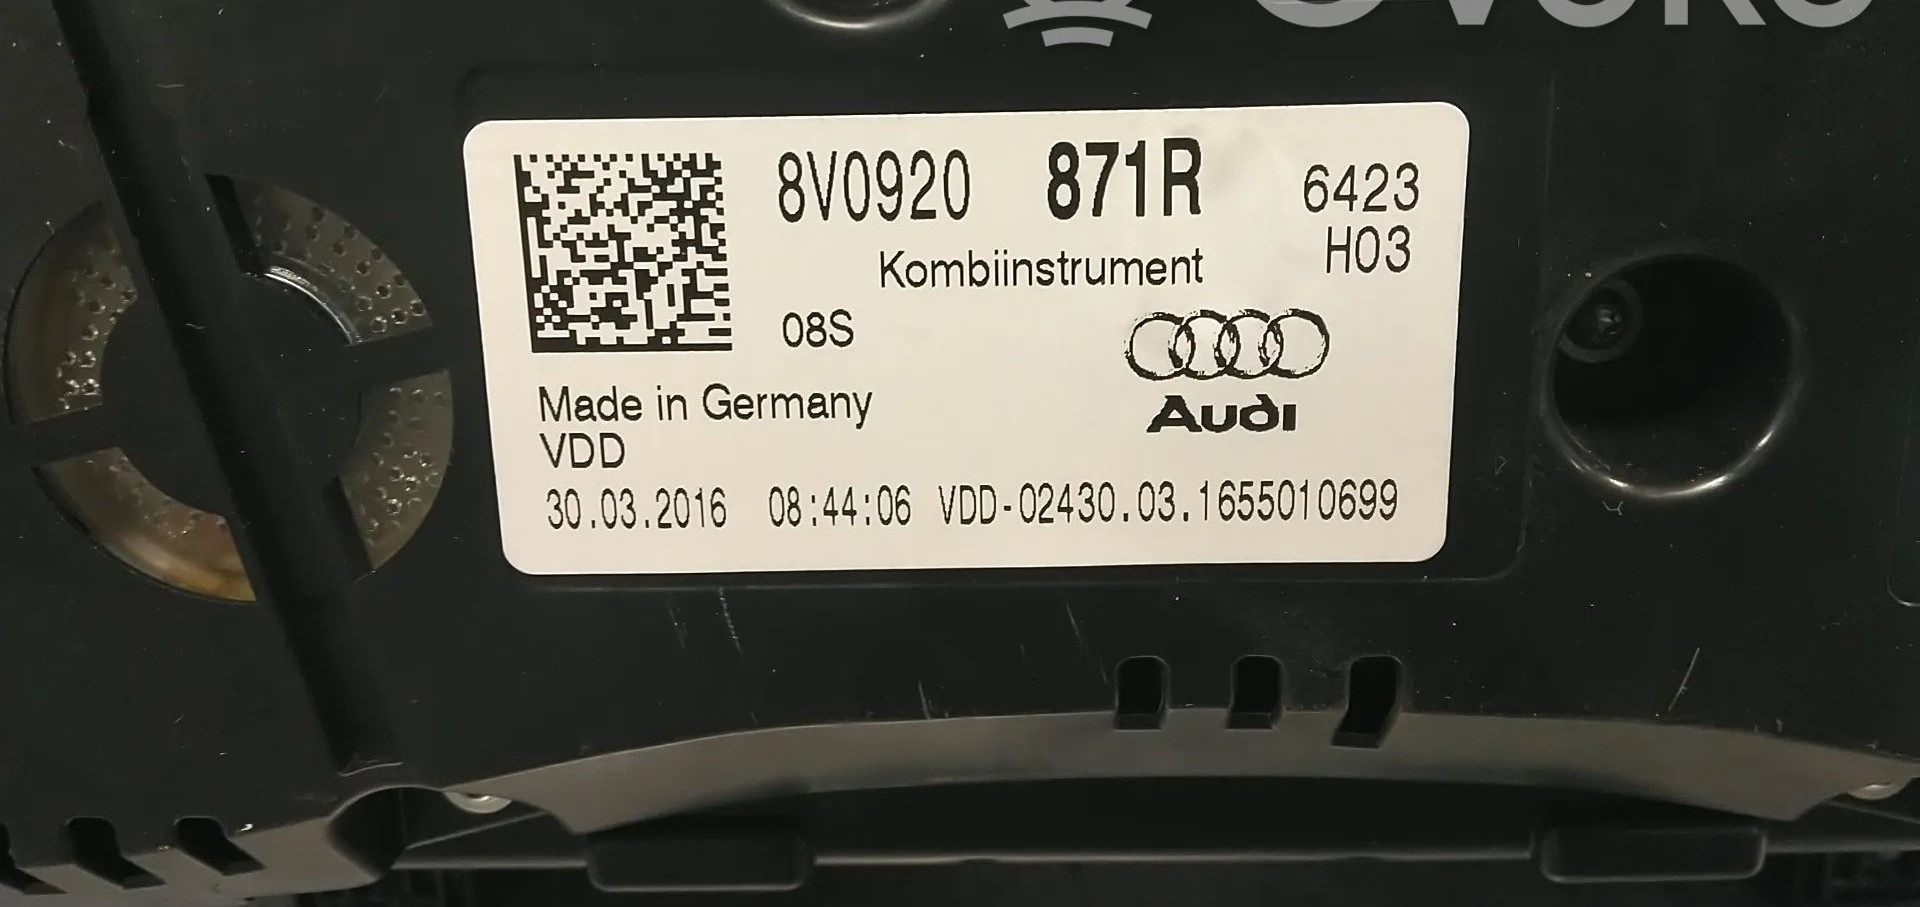 8V0920 871R 6423
H03
Kombiinstrument
08S
Audi
Made in Germany
VDD
30.03.2016 08:44:06 VDD-02430.03.1655010699